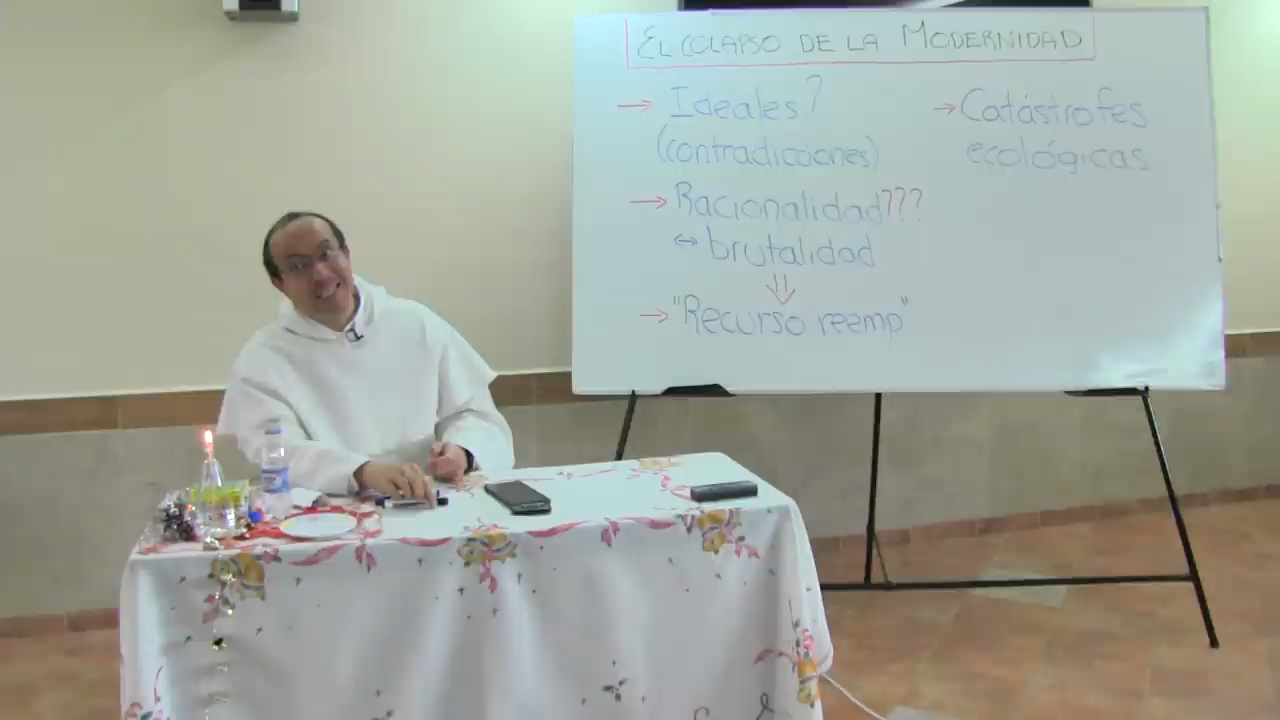 EL COLAPSO DE LA MODERNIDAD
→ Ideales?
(contradicciones)
→ Racionalidad???
↔ brutalidad
⇓
→ "Recurso reemp"
→ Catástrofes
ecológicas